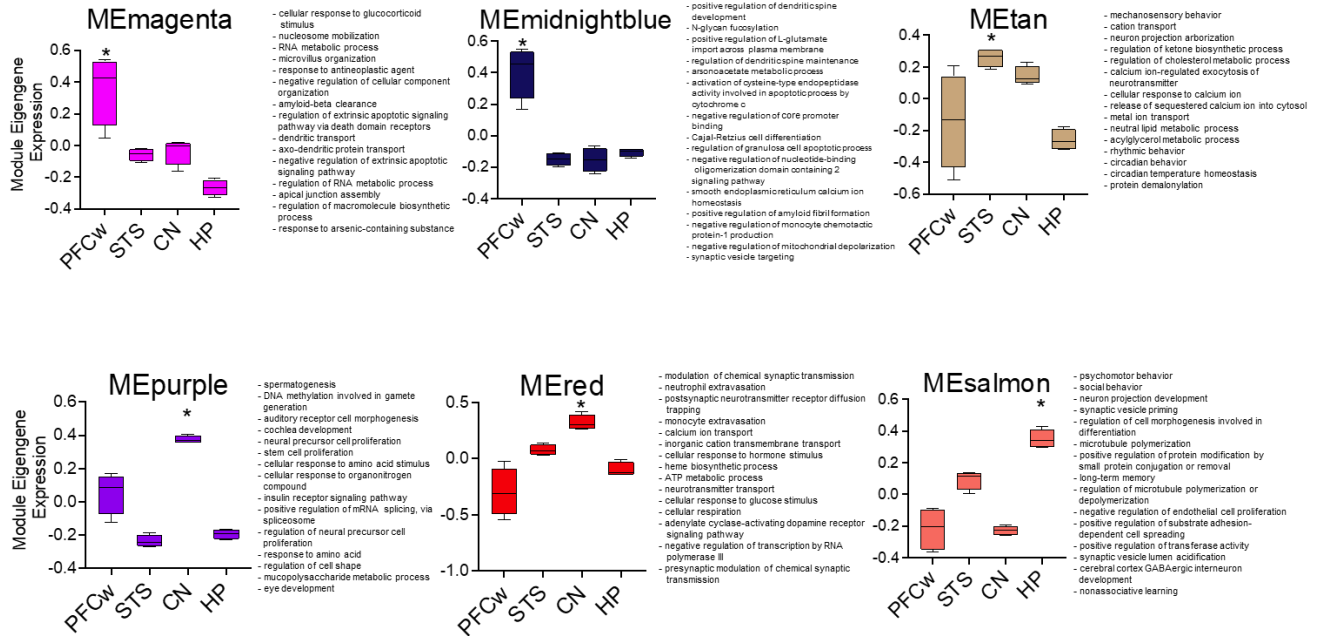 MEmagenta
Module Eigengene
Expression
0.6
0.4
0.2
0.0
-0.2
-0.4
*
PFCw
STS
CN
HP
- cellular response to glucocorticoid
stimulus
- nucleosome mobilization
- RNA metabolic process
- microvillus organization
- response to antineoplastic agent
- negative regulation of cellular component
organization
- amyloid-beta clearance
- regulation of extrinsic apoptotic signaling
pathway via death domain receptors
- dendritic transport
- axo-dendritic protein transport
- negative regulation of extrinsic apoptotic
signaling pathway
- regulation of RNA metabolic process
- apical junction assembly
- regulation of macromolecule biosynthetic
process
- response to arsenic-containing substance
MEmidnightblue
0.6
0.4
0.2
-0.0
-0.2
-0.4
*
PFCw
STS
CN
HP
- positive regulation of dendritic spine
development
- N-glycan fucosylation
- positive regulation of L-glutamate
import across plasma membrane
- regulation of dendritic spine maintenance
- arsonoacetate metabolic process
- activation of cysteine-type endopeptidase
activity involved in apoptotic process by
cytochrome c
- negative regulation of core promoter
binding
- Cajal-Retzius cell differentiation
- regulation of granulosa cell apoptotic process
- negative regulation of nucleotide-binding
oligomerization domain containing 2
signaling pathway
- smooth endoplasmic reticulum calcium ion
homeostasis
- positive regulation of amyloid fibril formation
- negative regulation of monocyte chemotactic
protein-1 production
- negative regulation of mitochondrial depolarization
- synaptic vesicle targeting
MEtan
0.6
0.4
0.2
0.0
-0.2
-0.4
-0.6
*
PFCw
STS
CN
HP
- mechanosensory behavior
- cation transport
- neuron projection arborization
- regulation of ketone biosynthetic process
- regulation of cholesterol metabolic process
- calcium ion-regulated exocytosis of
neurotransmitter
- cellular response to calcium ion
- release of sequestered calcium ion into cytosol
- metal ion transport
- neutral lipid metabolic process
- acylglycerol metabolic process
- rhythmic behavior
- circadian behavior
- circadian temperature homeostasis
- protein demalonylation
MEpurple
Module Eigengene
Expression
0.6
0.4
0.2
0.0
-0.2
-0.4
*
PFCw
STS
CN
HP
- spermatogenesis
- DNA methylation involved in gamete
generation
- auditory receptor cell morphogenesis
- cochlea development
- neural precursor cell proliferation
- stem cell proliferation
- cellular response to amino acid stimulus
- cellular response to organonitrogen
compound
- insulin receptor signaling pathway
- positive regulation of mRNA splicing, via
spliceosome
- regulation of neural precursor cell
proliferation
- response to amino acid
- regulation of cell shape
- mucopolysaccharide metabolic process
- eye development
MEred
0.5
0.0
-0.5
-1.0
*
PFCw
STS
CN
HP
- modulation of chemical synaptic transmission
- neutrophil extravasation
- postsynaptic neurotransmitter receptor diffusion
trapping
- monocyte extravasation
- calcium ion transport
- inorganic cation transmembrane transport
- cellular response to hormone stimulus
- heme biosynthetic process
- ATP metabolic process
- neurotransmitter transport
- cellular response to glucose stimulus
- cellular respiration
- adenylate cyclase-activating dopamine receptor
signaling pathway
- negative regulation of transcription by RNA
polymerase III
- presynaptic modulation of chemical synaptic
transmission
MEsalmon
0.6
0.4
0.2
0.0
-0.2
-0.4
*
PFCw
STS
CN
HP
- psychomotor behavior
- social behavior
- neuron projection development
- synaptic vesicle priming
- regulation of cell morphogenesis involved in
differentiation
- microtubule polymerization
- positive regulation of protein modification by
small protein conjugation or removal
- long-term memory
- regulation of microtubule polymerization or
depolymerization
- negative regulation of endothelial cell proliferation
- positive regulation of substrate adhesion-
dependent cell spreading
- positive regulation of transferase activity
- synaptic vesicle lumen acidification
- cerebral cortex GABAergic interneuron
development
- nonassociative learning